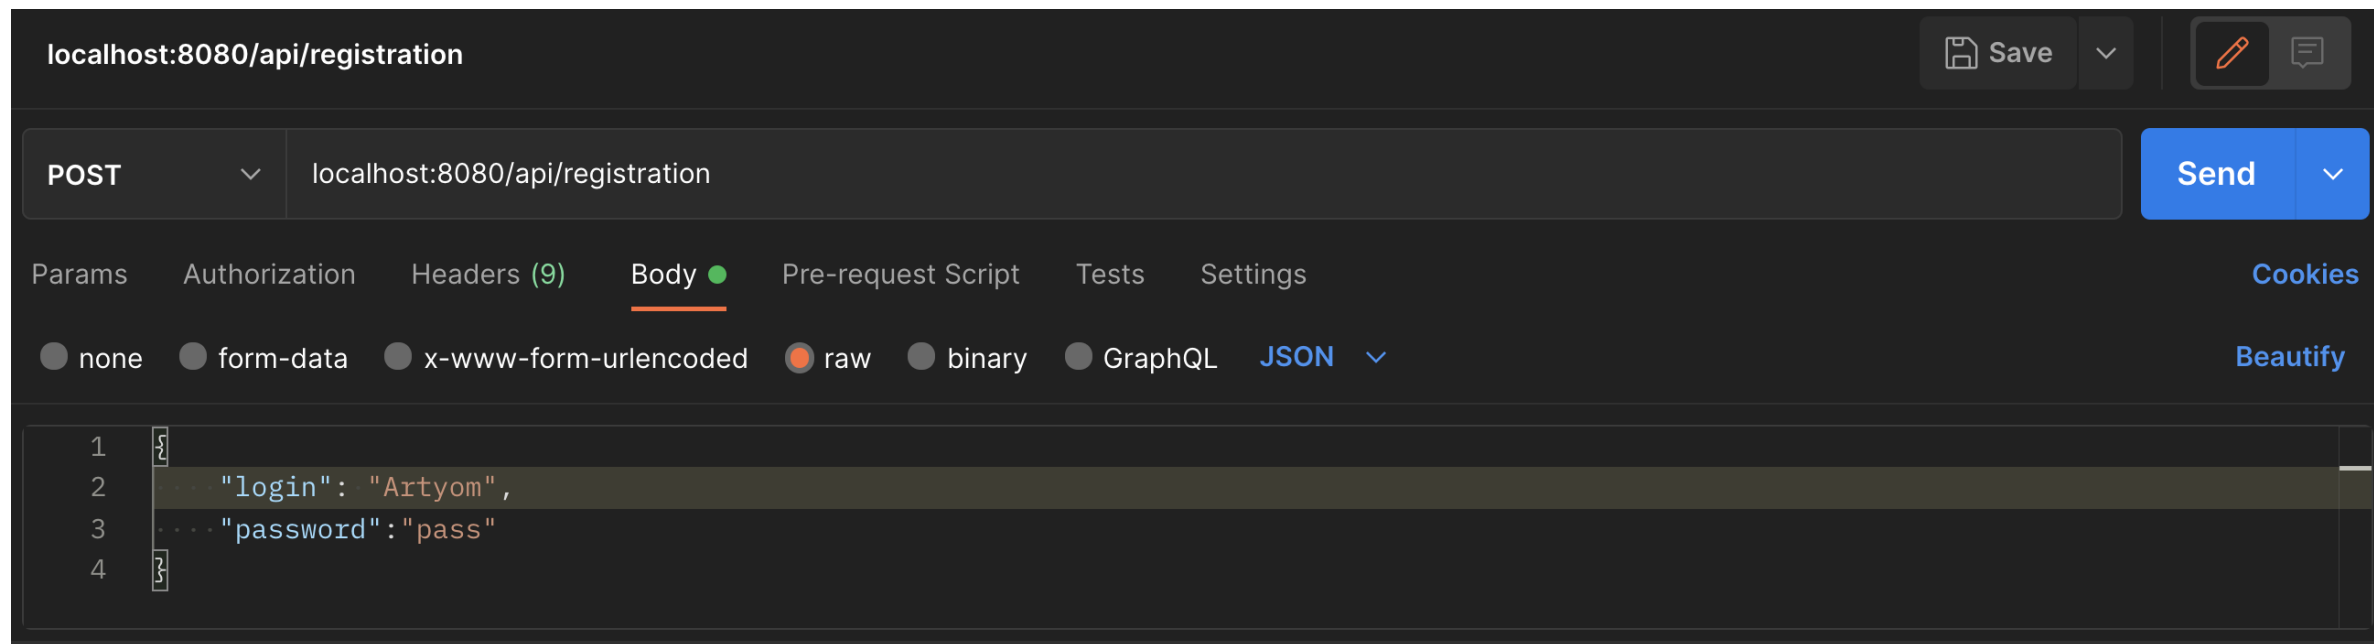 localhost:8080/api/registration
Save
POST
localhost:8080/api/registration
Send
Params Authorization Headers (9) Body Pre-request Script Tests Settings Cookies
none form-data x-www-form-urlencoded raw binary GraphQL JSON Beautify
1 {
2 "login": "Artyom",
3 "password":"pass"
4 }